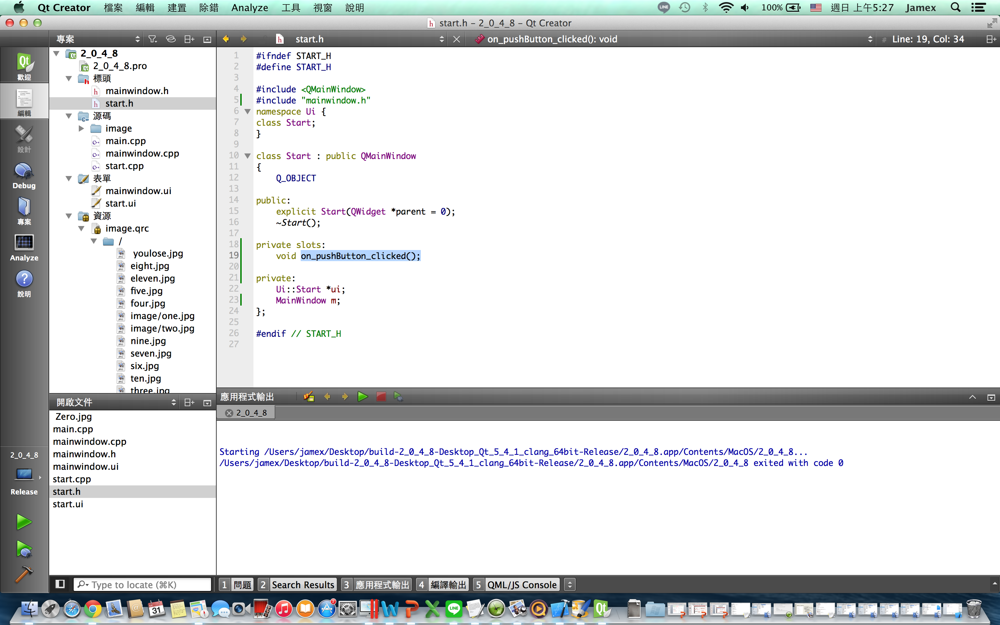 Qt Creator 檔案 編輯 建置 除錯 Analyze 工具 視窗 說明 LINE 100% 週日 上午5:27 Jamex
start.h – 2_0_4_8 – Qt Creator
專案 start.h on_pushButton_clicked(): void # Line: 19, Col: 34
Qt
歡迎
編輯
設計
Debug
專案
Analyze
說明
2_0_4_8
Release
2_0_4_8
2_0_4_8.pro
標頭
mainwindow.h
start.h
源碼
image
main.cpp
mainwindow.cpp
start.cpp
表單
mainwindow.ui
start.ui
資源
image.qrc
/
youlose.jpg
eight.jpg
eleven.jpg
five.jpg
four.jpg
image/one.jpg
image/two.jpg
nine.jpg
seven.jpg
six.jpg
ten.jpg
three.jpg
開啟文件
Zero.jpg
main.cpp
mainwindow.cpp
mainwindow.h
mainwindow.ui
start.cpp
start.h
start.ui
1 #ifndef START_H
2 #define START_H
3
4 #include <QMainWindow>
5 #include "mainwindow.h"
6 namespace Ui {
7 class Start;
8 }
9
10 class Start : public QMainWindow
11 {
12 Q_OBJECT
13
14 public:
15 explicit Start(QWidget *parent = 0);
16 ~Start();
17
18 private slots:
19 void on_pushButton_clicked();
20
21 private:
22 Ui::Start *ui;
23 MainWindow m;
24 };
25
26 #endif // START_H
27
應用程式輸出
2_0_4_8
Starting /Users/jamex/Desktop/build-2_0_4_8-Desktop_Qt_5_4_1_clang_64bit-Release/2_0_4_8.app/Contents/MacOS/2_0_4_8...
/Users/jamex/Desktop/build-2_0_4_8-Desktop_Qt_5_4_1_clang_64bit-Release/2_0_4_8.app/Contents/MacOS/2_0_4_8 exited with code 0
Type to locate (⌘K) 1 問題 2 Search Results 3 應用程式輸出 4 編譯輸出 5 QML/JS Console
31 2 LINE Qt